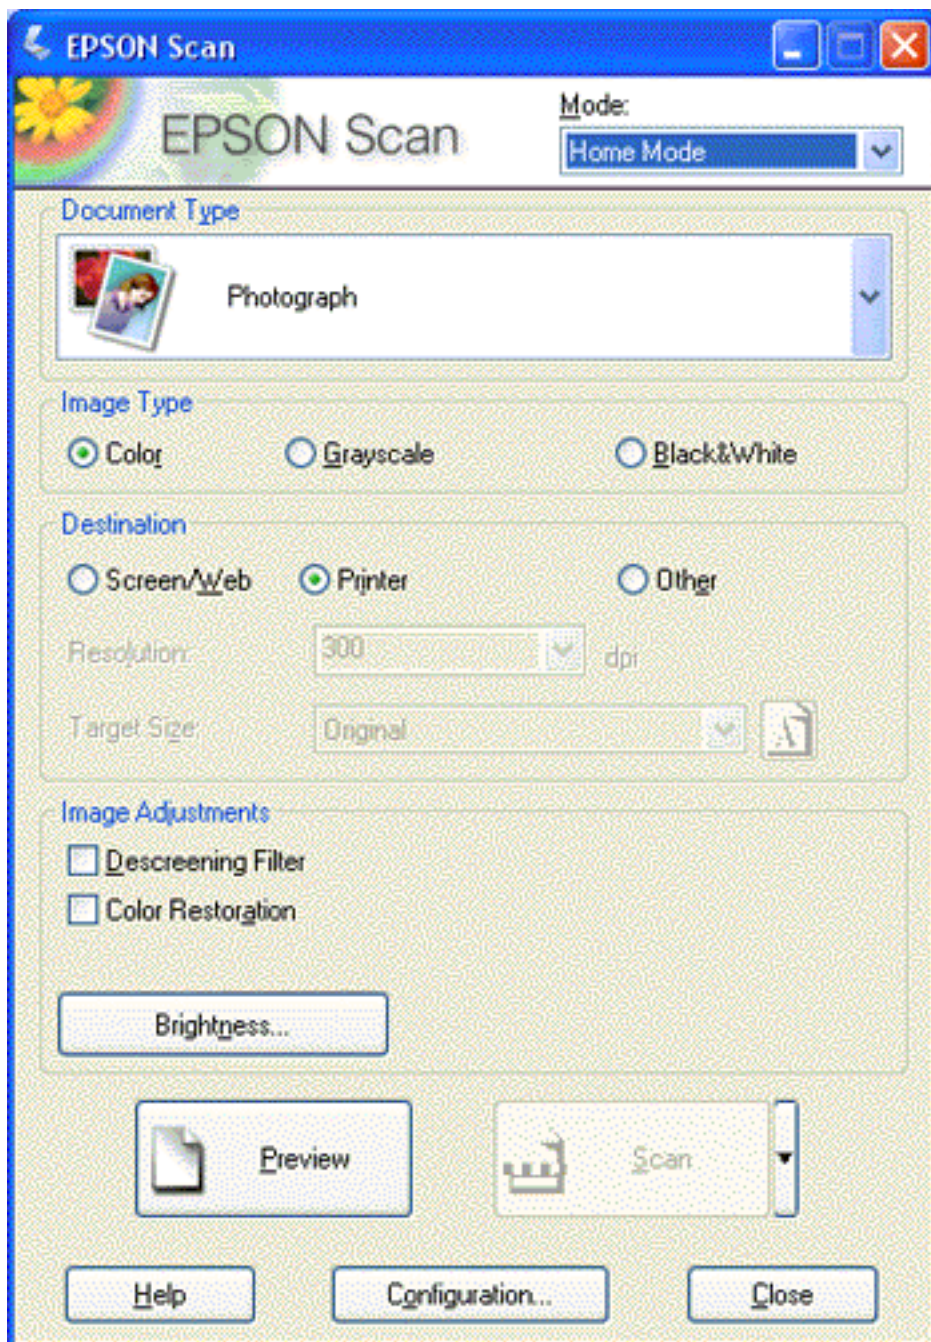 EPSON Scan
EPSON Scan
Mode:
Home Mode
Document Type
Photograph
Image Type
Color Grayscale Black&White
Destination
Screen/Web Printer Other
Resolution: 300 dpi
Target Size: Original
Image Adjustments
Descreening Filter
Color Restoration
Brightness...
Preview Scan
Help Configuration... Close